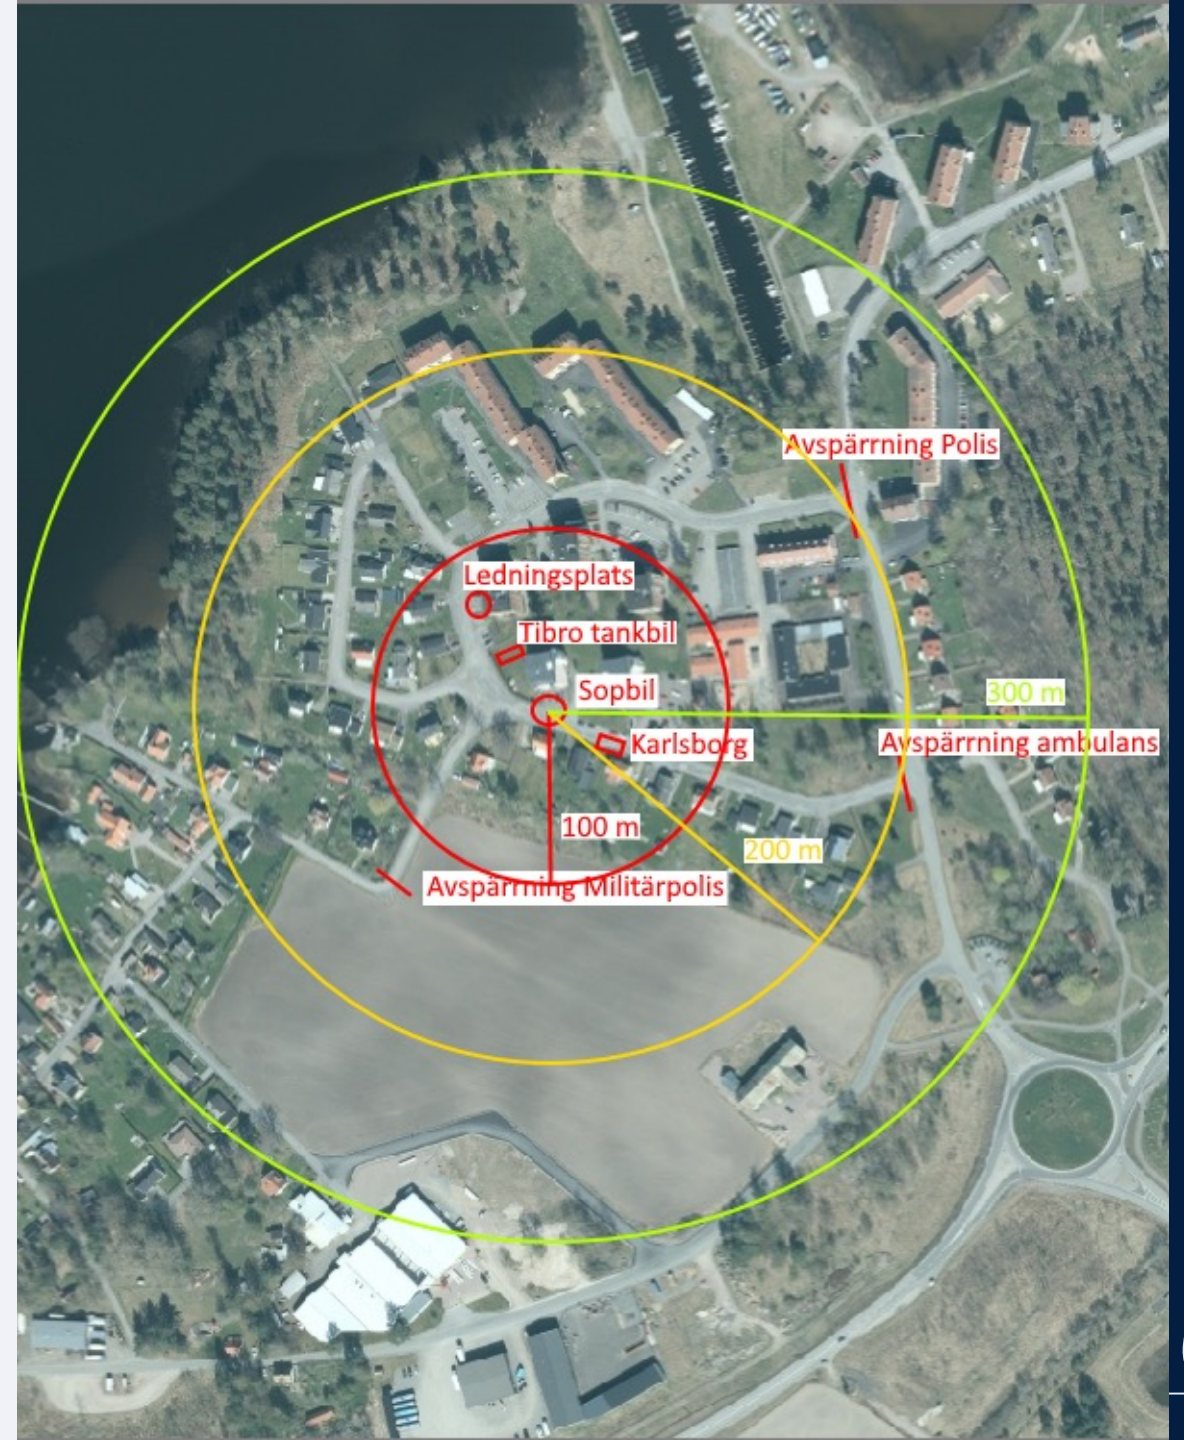 Avspärrning Polis
Ledningsplats
Tibro tankbil
Sopbil
300 m
Karlsborg
Avspärrning ambulans
100 m
200 m
Avspärrning Militärpolis